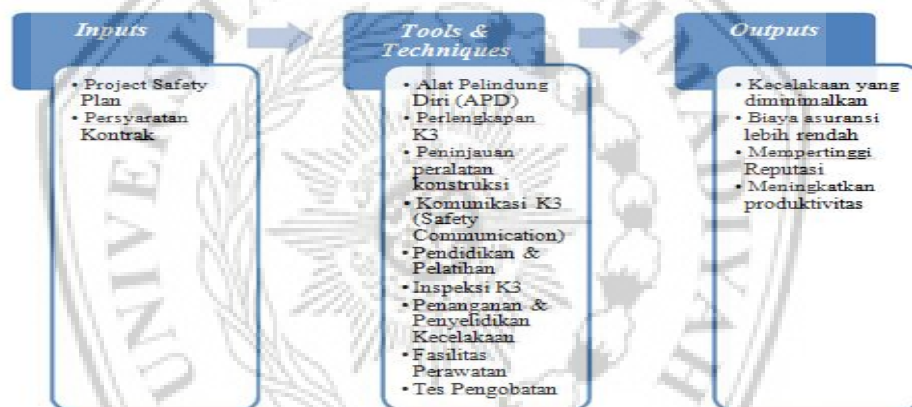 Inputs
• Project Safety
Plan
• Persyaratan
Kontrak
Tools &
Techniques
• Alat Pelindung
Diri (APD)
• Perlengkapan
K3
• Peninjauan
peralatan
konstruksi
• Komunikasi K3
(Safety
Communication)
• Pendidikan &
Pelatihan
• Inspeksi K3
• Penanganan &
Penyelidikan
Kecelakaan
• Fasilitas
Perawatan
• Tes Pengobatan
Outputs
• Kecelakaan yang
diminimalkan
• Biaya asuransi
lebih rendah
• Mempertinggi
Reputasi
• Meningkatkan
produktivitas